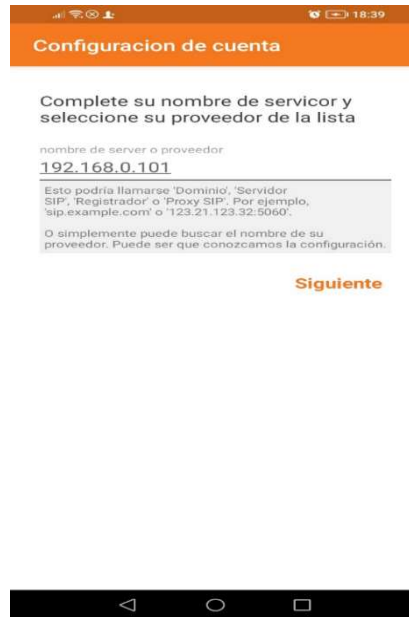 18:39
Configuracion de cuenta
Complete su nombre de servicor y
seleccione su proveedor de la lista
nombre de server o proveedor
192.168.0.101
Esto podría llamarse 'Dominio', 'Servidor
SIP', 'Registrador' o 'Proxy SIP'. Por ejemplo,
'sip.example.com' o '123.21.123.32:5060'.
O simplemente puede buscar el nombre de su
proveedor. Puede ser que conozcamos la configuración.
Siguiente